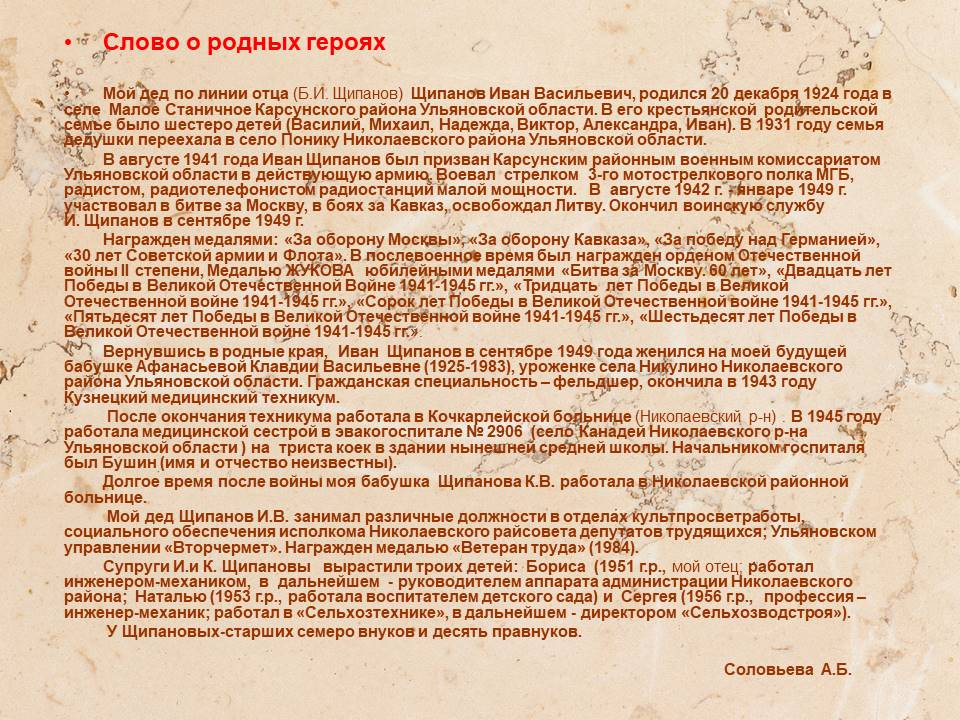 • Слово о родных героях
• Мой дед по линии отца (Б.И. Щипанов) Щипанов Иван Васильевич, родился 20 декабря 1924 года в
селе Малое Станичное Карсунского района Ульяновской области. В его крестьянской родительской
семье было шестеро детей (Василий, Михаил, Надежда, Виктор, Александра, Иван). В 1931 году семья
дедушки переехала в село Понику Николаевского района Ульяновской области.
В августе 1941 года Иван Щипанов был призван Карсунским районным военным комиссариатом
Ульяновской области в действующую армию. Воевал стрелком 3-го мотострелкового полка МГБ,
радистом, радиотелефонистом радиостанции малой мощности. В августе 1942 г. - январе 1949 г.
участвовал в битве за Москву, в боях за Кавказ, освобождал Литву. Окончил воинскую службу
И. Щипанов в сентябре 1949 г.
Награжден медалями: «За оборону Москвы», «За оборону Кавказа», «За победу над Германией»,
«30 лет Советской армии и Флота». В послевоенное время был награжден орденом Отечественной
войны II степени, Медалью ЖУКОВА юбилейными медалями «Битва за Москву. 60 лет», «Двадцать лет
Победы в Великой Отечественной Войне 1941-1945 гг.», «Тридцать лет Победы в Великой
Отечественной войне 1941-1945 гг.», «Сорок лет Победы в Великой Отечественной войне 1941-1945 гг.»,
«Пятьдесят лет Победы в Великой Отечественной войне 1941-1945 гг.», «Шестьдесят лет Победы в
Великой Отечественной войне 1941-1945 гг.».
Вернувшись в родные края, Иван Щипанов в сентябре 1949 года женился на моей будущей
бабушке Афанасьевой Клавдии Васильевне (1925-1983), уроженке села Никулино Николаевского
района Ульяновской области. Гражданская специальность – фельдшер, окончила в 1943 году
Кузнецкий медицинский техникум.
После окончания техникума работала в Кочкарлейской больнице (Николаевский р-н) . В 1945 году
работала медицинской сестрой в эвакогоспитале № 2906 (село Канадей Николаевского р-на
Ульяновской области ) на триста коек в здании нынешней средней школы. Начальником госпиталя
был Бушин (имя и отчество неизвестны).
Долгое время после войны моя бабушка Щипанова К.В. работала в Николаевской районной
больнице.
Мой дед Щипанов И.В. занимал различные должности в отделах культпросветработы,
социального обеспечения исполкома Николаевского райсовета депутатов трудящихся; Ульяновском
управлении «Вторчермет». Награжден медалью «Ветеран труда» (1984).
Супруги И.и К. Щипановы вырастили троих детей: Бориса (1951 г.р., мой отец; работал
инженером-механиком, в дальнейшем - руководителем аппарата администрации Николаевского
района; Наталью (1953 г.р., работала воспитателем детского сада) и Сергея (1956 г.р., профессия –
инженер-механик; работал в «Сельхозтехнике», в дальнейшем - директором «Сельхозводстроя»).
У Щипановых-старших семеро внуков и десять правнуков.
Соловьева А.Б.